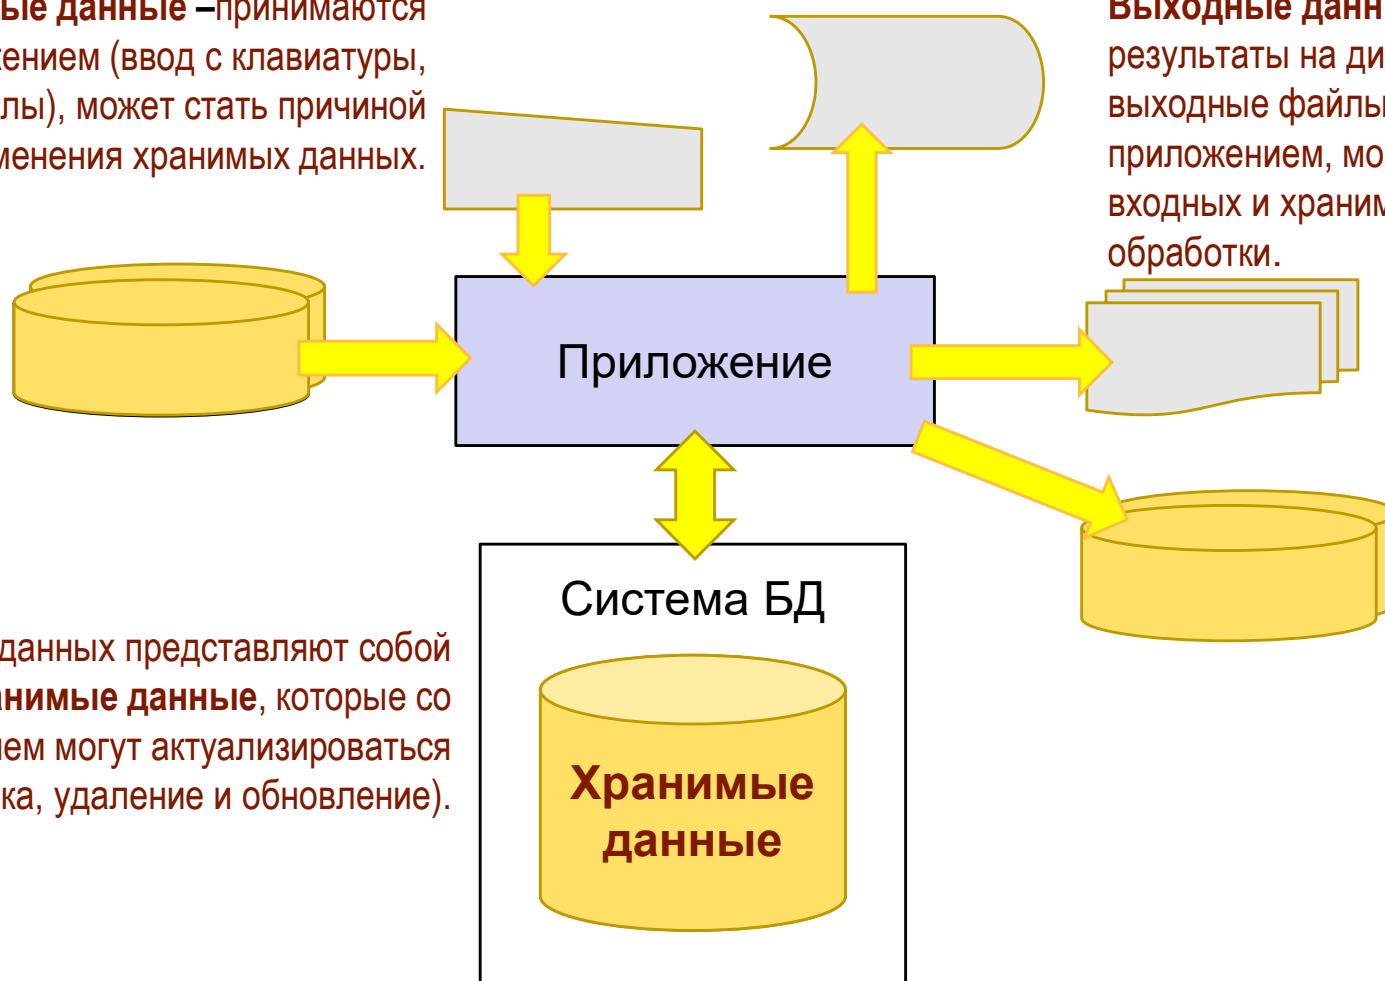 ые данные –принимаются
жением (ввод с клавиатуры,
лы), может стать причиной
менения хранимых данных.
Выходные данн
результаты на ди
выходные файлы
приложением, мо
входных и храним
обработки.
Приложение
Система БД
данных представляют собой
анимые данные, которые со
ем могут актуализироваться
ка, удаление и обновление).
Хранимые
данные